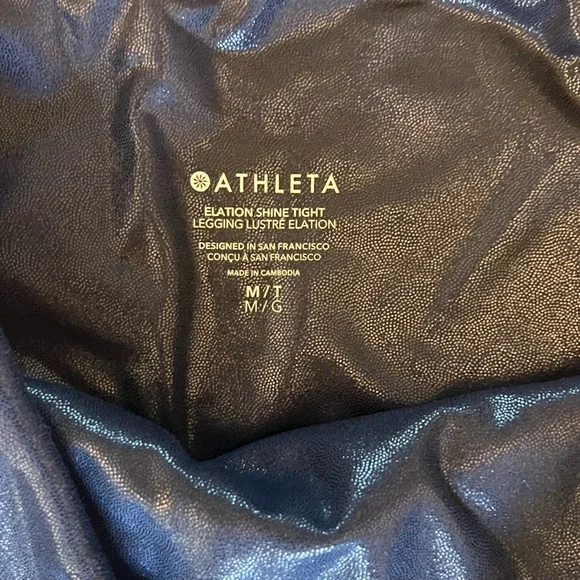 ATHLETA
ELATION SHINE TIGHT
LEGGING LUSTRÉ ELATION
DESIGNED IN SAN FRANCISCO
CONÇU À SAN FRANCISCO
MADE IN CAMBODIA
M/T
M/G